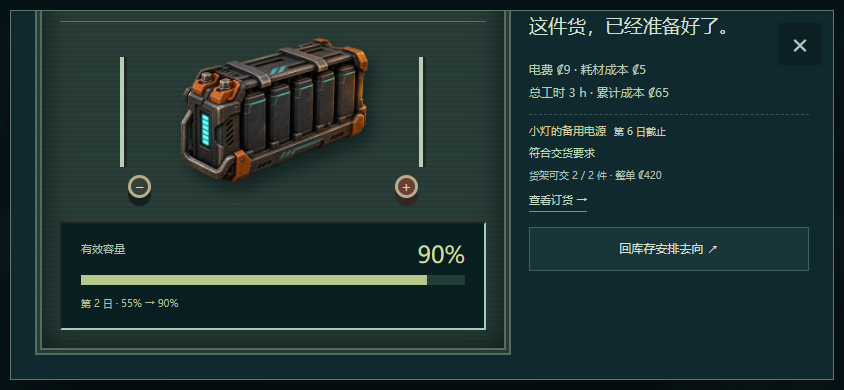 这件货，已经准备好了。
电费 ₡9 · 耗材成本 ₡5
总工时 3 h · 累计成本 ₡65
小灯的备用电源 第 6 日截止
符合交货要求
货架可交 2 / 2 件 · 整单 ₡420
查看订货 →
回库存安排去向 ↗
有效容量
90%
第 2 日 · 55% → 90%